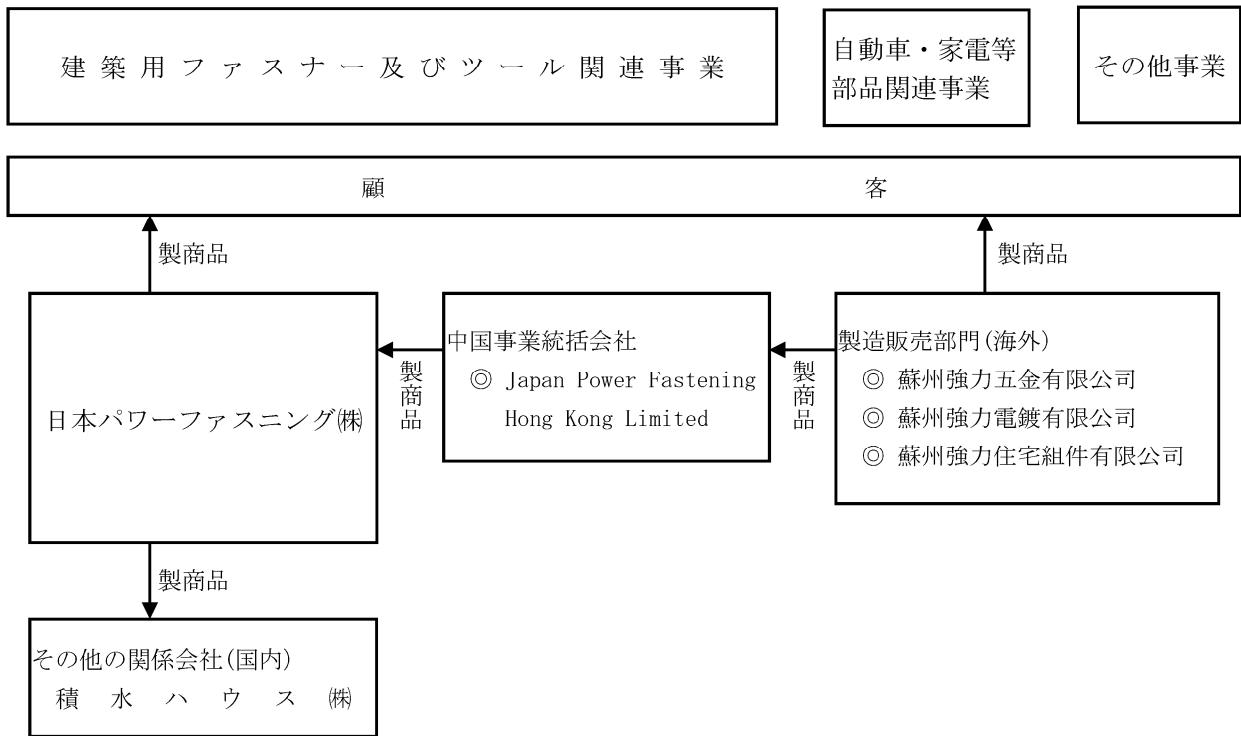 建築用ファスナー及びツール関連事業
自動車・家電等
部品関連事業
その他事業
顧客
製商品
製商品
日本パワーファスニング㈱
製商品
中国事業統括会社
◎ Japan Power Fastening
Hong Kong Limited
製商品
製造販売部門(海外)
◎ 蘇州強力五金有限公司
◎ 蘇州強力電鍍有限公司
◎ 蘇州強力住宅組件有限公司
製商品
その他の関係会社(国内)
積水ハウス㈱